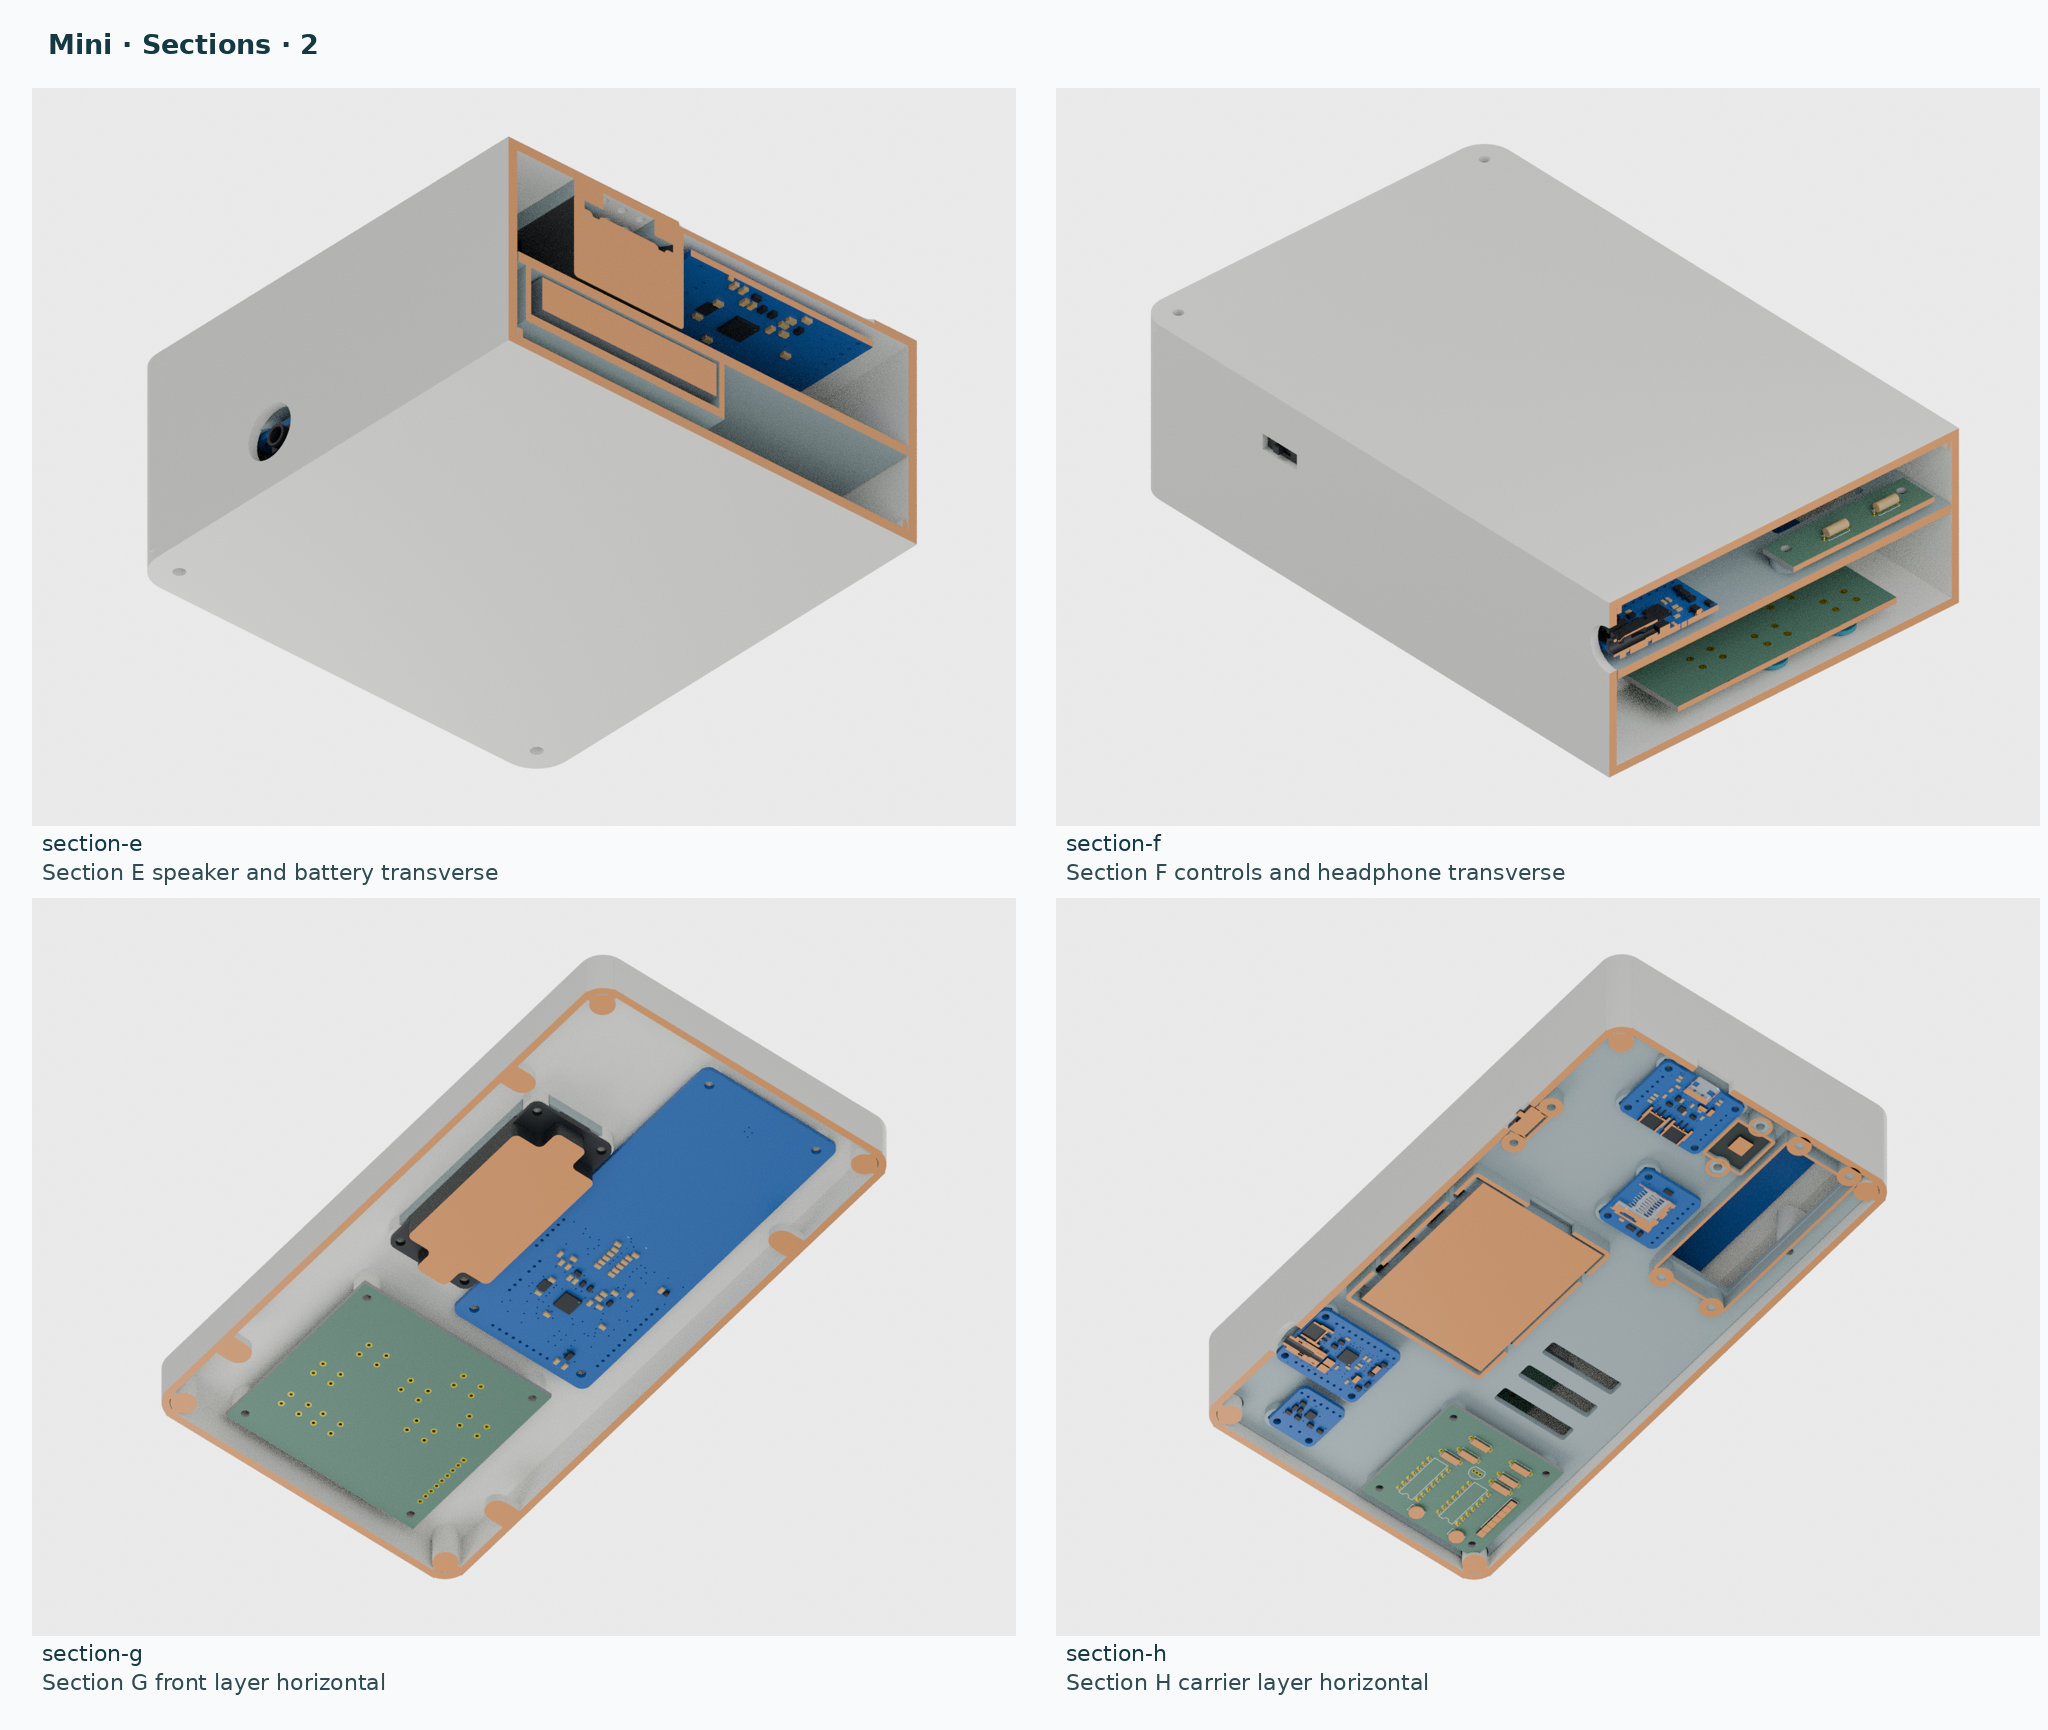 Mini · Sections · 2
section-e
Section E speaker and battery transverse
section-f
Section F controls and headphone transverse
section-g
Section G front layer horizontal
section-h
Section H carrier layer horizontal